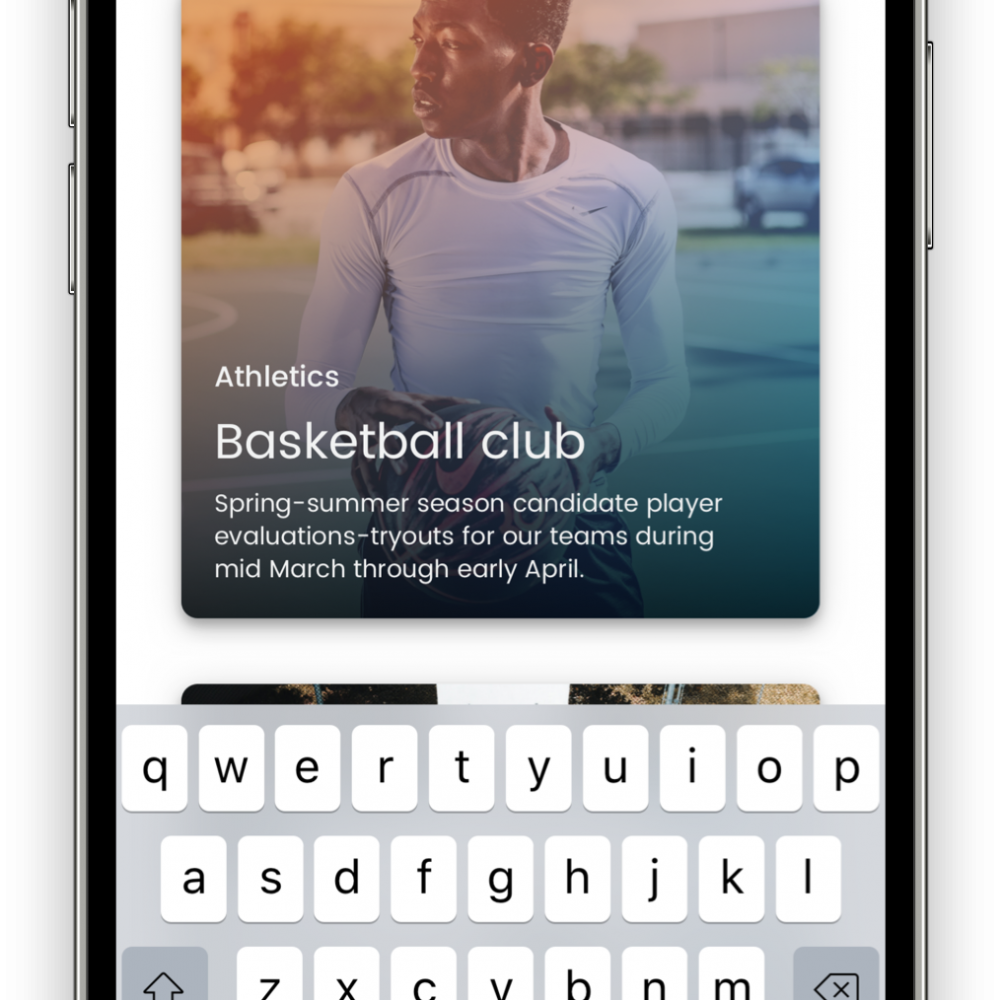 Athletics
Basketball club
Spring-summer season candidate player
evaluations-tryouts for our teams during
mid March through early April.
q w e r t y u i o p
a s d f g h j k l
z x c v b n m